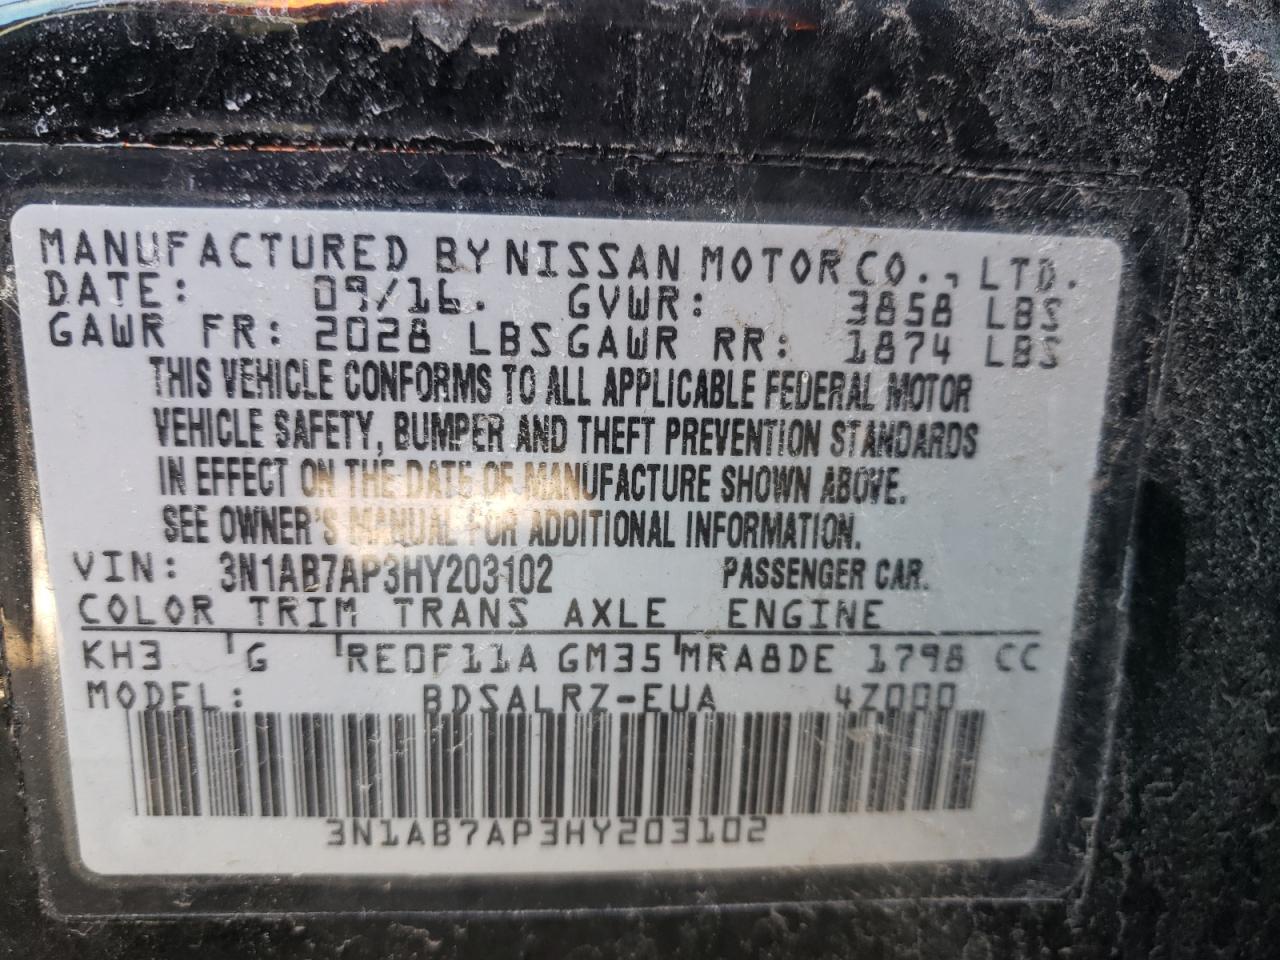 MANUFACTURED BY NISSAN MOTOR CO., LTD.
DATE: 09/16. GVWR: 3858 LBS
GAWR FR: 2028 LBS GAWR RR: 1874 LBS
THIS VEHICLE CONFORMS TO ALL APPLICABLE FEDERAL MOTOR
VEHICLE SAFETY, BUMPER AND THEFT PREVENTION STANDARDS
IN EFFECT ON THE DATE OF MANUFACTURE SHOWN ABOVE.
SEE OWNER'S MANUAL FOR ADDITIONAL INFORMATION.
VIN: 3N1AB7AP3HY203102 PASSENGER CAR.
COLOR TRIM TRANS AXLE ENGINE
KH3 G RE0F11A GM35 MRA8DE 1798 CC
MODEL: BDSALRZ-EUA 4Z000
3N1AB7AP3HY203102